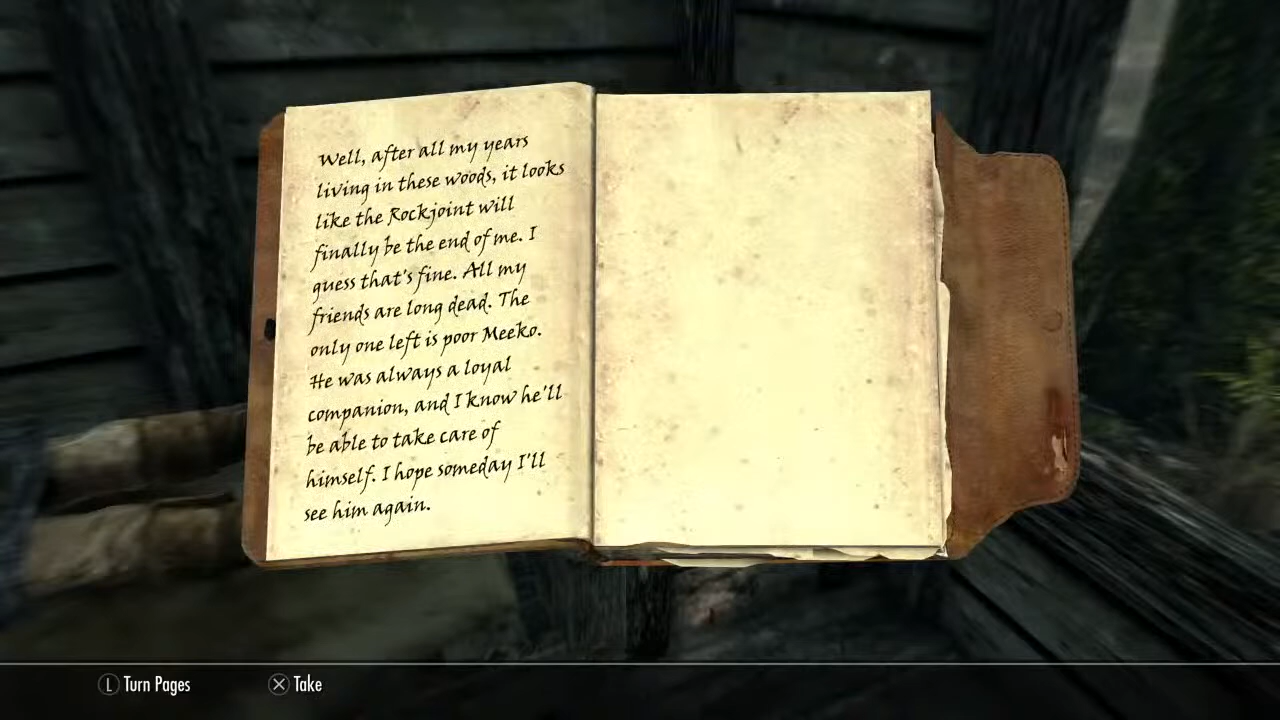 Well, after all my years
living in these woods, it looks
like the Rockjoint will
finally be the end of me. I
guess that's fine. All my
friends are long dead. The
only one left is poor Meeko.
He was always a loyal
companion, and I know he'll
be able to take care of
himself. I hope someday I'll
see him again.
L Turn Pages
X Take